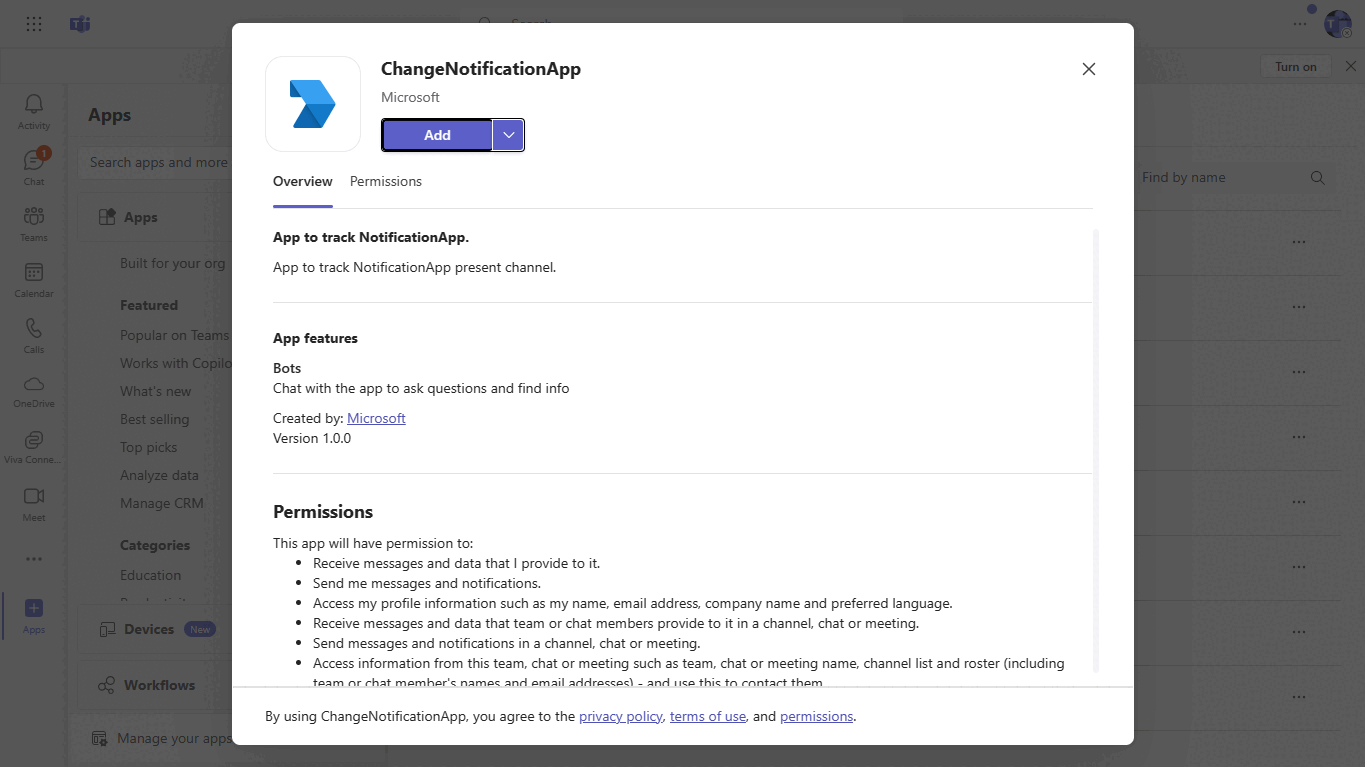 Search
ChangeNotificationApp
Microsoft
Add
Turn on
Activity
Apps
Search apps and more
1
Chat
Overview
Permissions
Find by name
Apps
Teams
App to track NotificationApp.
Built for your org
App to track NotificationApp present channel.
Calendar
Featured
Popular on Teams
App features
Calls
Works with Copilo
Bots
Chat with the app to ask questions and find info
What's new
OneDrive
Best selling
Created by: Microsoft
Version 1.0.0
Top picks
Viva Conne...
Analyze data
Manage CRM
Permissions
Meet
Categories
This app will have permission to:
Receive messages and data that I provide to it.
Education
Send me messages and notifications.
Access my profile information such as my name, email address, company name and preferred language.
Receive messages and data that team or chat members provide to it in a channel, chat or meeting.
Apps
Devices New
Send messages and notifications in a channel, chat or meeting.
Access information from this team, chat or meeting such as team, chat or meeting name, channel list and roster (including
team or chat member's names and email addresses) - and use this to contact them.
Workflows
By using ChangeNotificationApp, you agree to the privacy policy, terms of use, and permissions.
Manage your apps